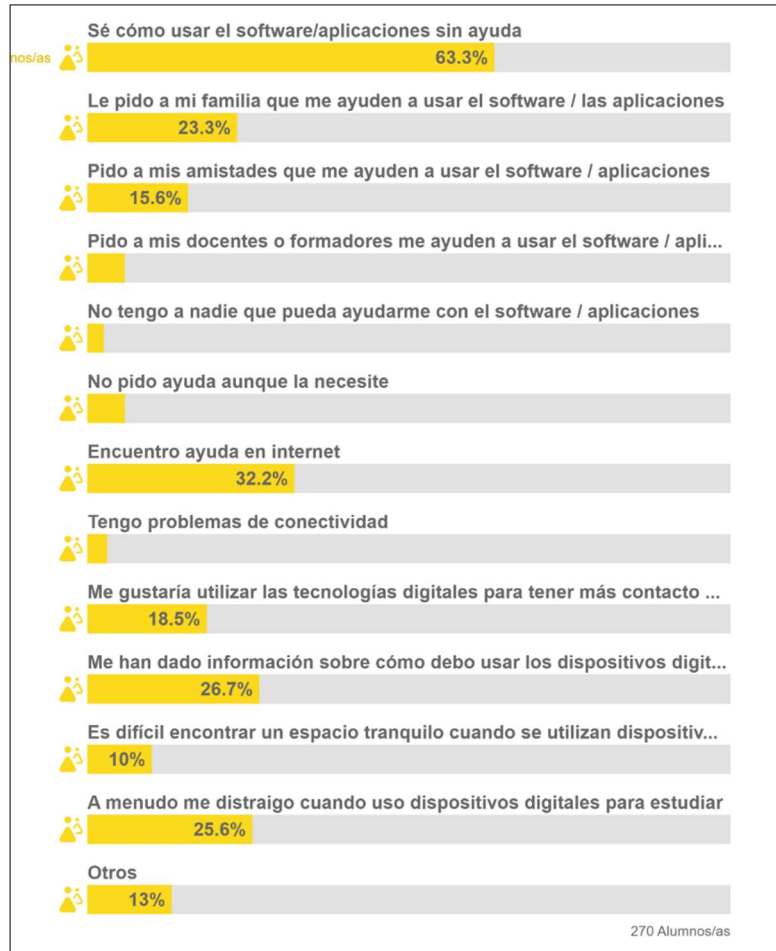 Sé cómo usar el software/aplicaciones sin ayuda
nos/as
63.3%
Le pido a mi familia que me ayuden a usar el software / las aplicaciones
23.3%
Pido a mis amistades que me ayuden a usar el software / aplicaciones
15.6%
Pido a mis docentes o formadores me ayuden a usar el software / apli...
No tengo a nadie que pueda ayudarme con el software / aplicaciones
No pido ayuda aunque la necesite
Encuentro ayuda en internet
32.2%
Tengo problemas de conectividad
Me gustaría utilizar las tecnologías digitales para tener más contacto ...
18.5%
Me han dado información sobre cómo debo usar los dispositivos digit...
26.7%
Es difícil encontrar un espacio tranquilo cuando se utilizan dispositiv...
10%
A menudo me distraigo cuando uso dispositivos digitales para estudiar
25.6%
Otros
13%
270 Alumnos/as